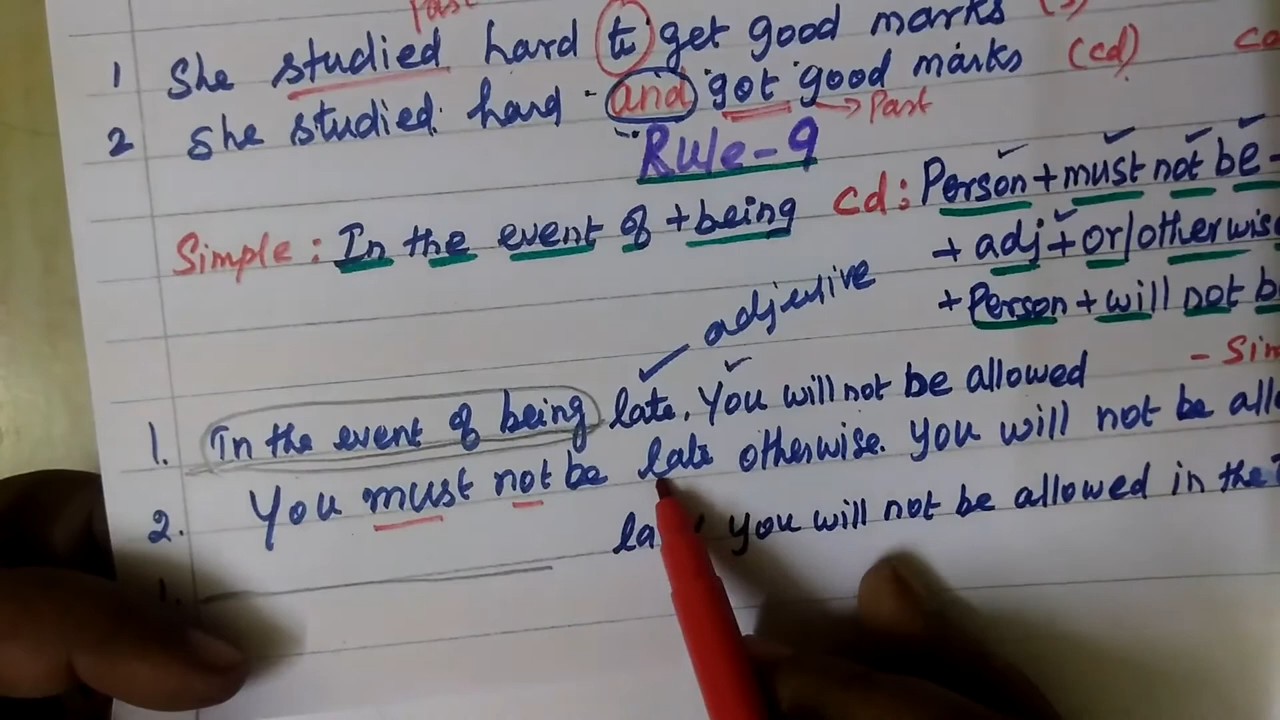 Past
1 She studied hard to get good marks (s)
2 She studied hard and got good marks (cd)
Past
Rule-9
Simple: In the event of + being
cd: Person + must not be
+ adj + or/otherwise
+ Person + will not
adjective
1. In the event of being late, You will not be allowed
2. You must not be late otherwise. you will not be
1. you will not be allowed in the